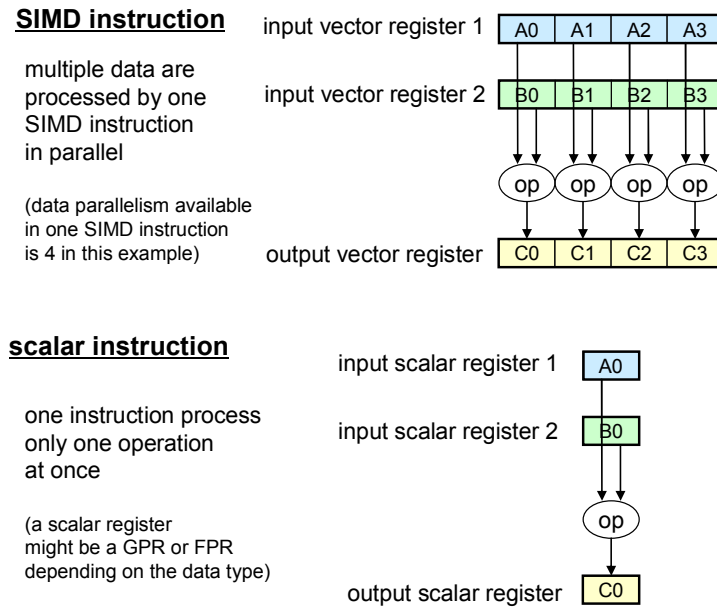 SIMD instruction
multiple data are
processed by one
SIMD instruction
in parallel
(data parallelism available
in one SIMD instruction
is 4 in this example)
input vector register 1
A0 A1 A2 A3
input vector register 2
B0 B1 B2 B3
op op op op
output vector register
C0 C1 C2 C3
scalar instruction
one instruction process
only one operation
at once
(a scalar register
might be a GPR or FPR
depending on the data type)
input scalar register 1
A0
input scalar register 2
B0
op
output scalar register
C0